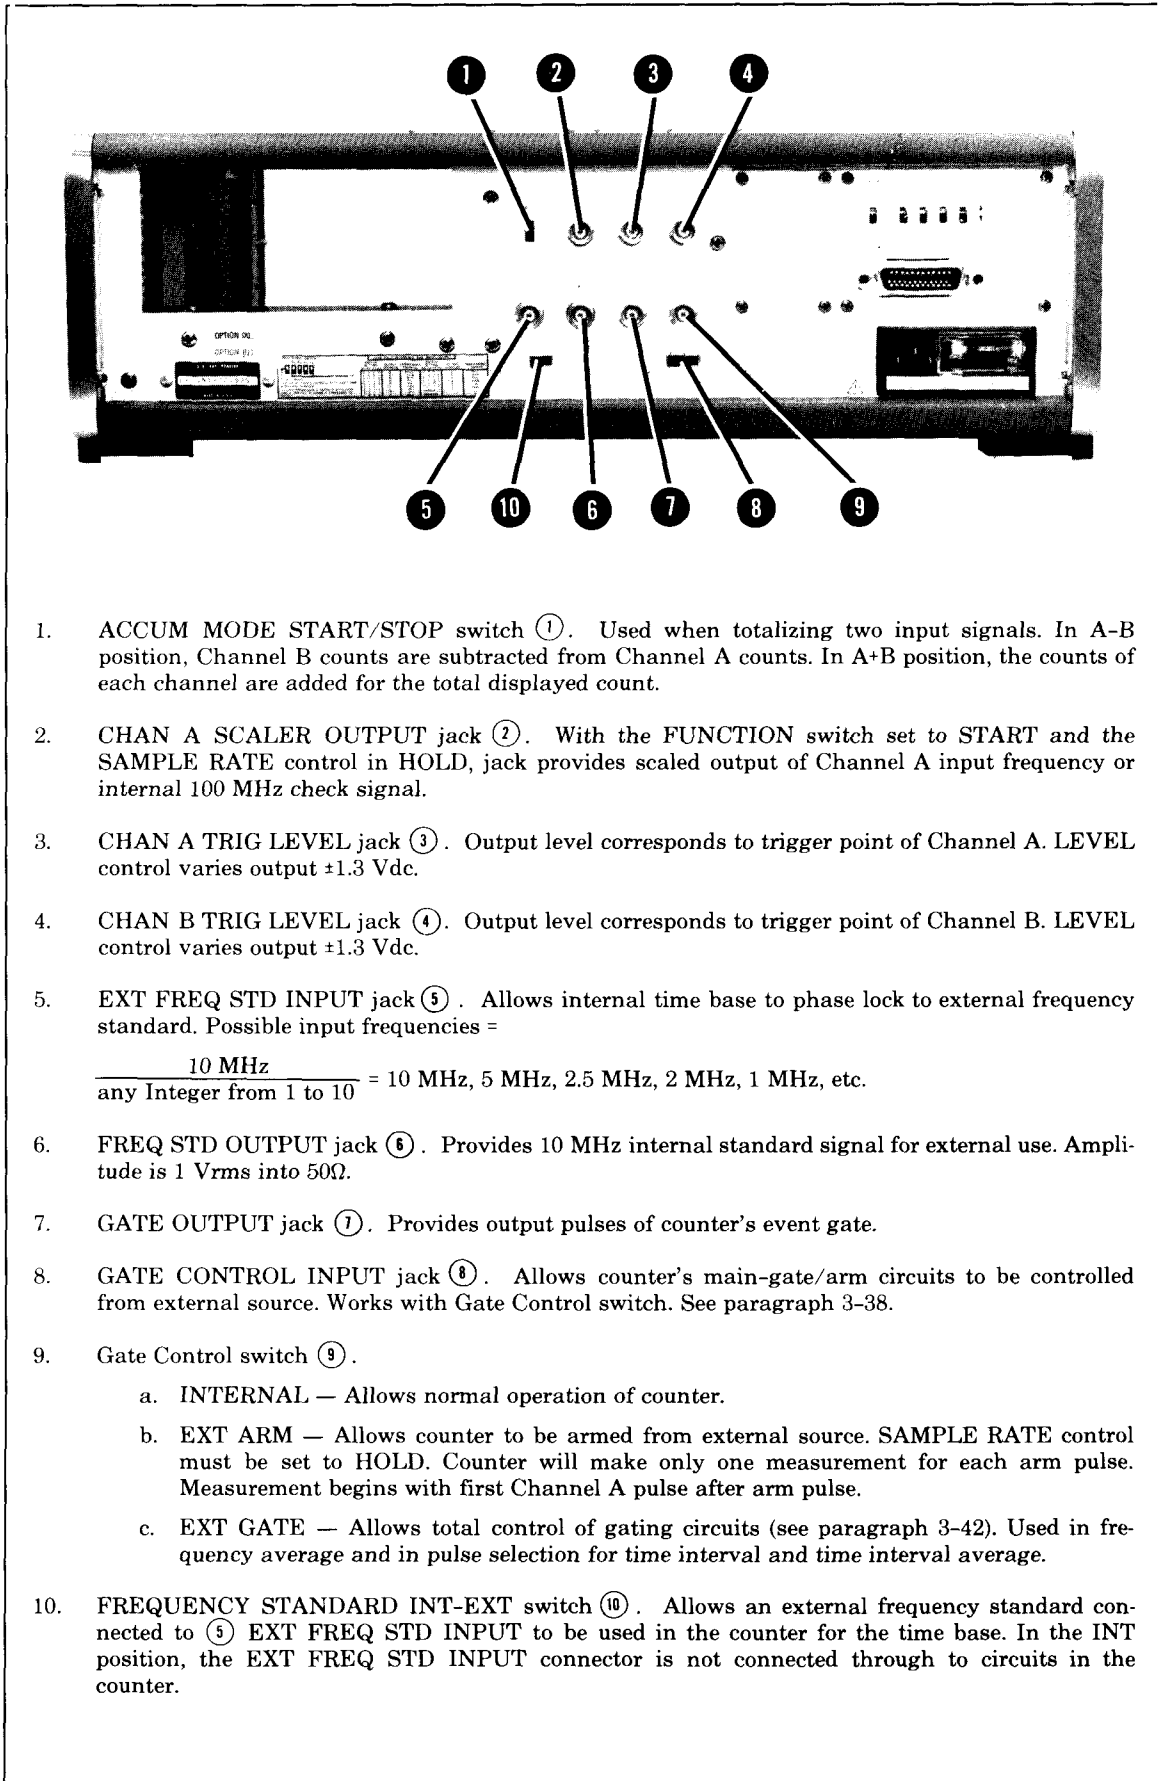 1 2 3 4
OPTION
OPTION
5 10 6 7 8 9
1. ACCUM MODE START/STOP switch ①. Used when totalizing two input signals. In A-B
position, Channel B counts are subtracted from Channel A counts. In A+B position, the counts of
each channel are added for the total displayed count.
2. CHAN A SCALER OUTPUT jack ②. With the FUNCTION switch set to START and the
SAMPLE RATE control in HOLD, jack provides scaled output of Channel A input frequency or
internal 100 MHz check signal.
3. CHAN A TRIG LEVEL jack ③. Output level corresponds to trigger point of Channel A. LEVEL
control varies output ±1.3 Vdc.
4. CHAN B TRIG LEVEL jack ④. Output level corresponds to trigger point of Channel B. LEVEL
control varies output ±1.3 Vdc.
5. EXT FREQ STD INPUT jack ⑤. Allows internal time base to phase lock to external frequency
standard. Possible input frequencies =
10 MHz
any Integer from 1 to 10 = 10 MHz, 5 MHz, 2.5 MHz, 2 MHz, 1 MHz, etc.
6. FREQ STD OUTPUT jack ⑥. Provides 10 MHz internal standard signal for external use. Ampli-
tude is 1 Vrms into 50Ω.
7. GATE OUTPUT jack ⑦. Provides output pulses of counter's event gate.
8. GATE CONTROL INPUT jack ⑧. Allows counter's main-gate/arm circuits to be controlled
from external source. Works with Gate Control switch. See paragraph 3-38.
9. Gate Control switch ⑨.
a. INTERNAL — Allows normal operation of counter.
b. EXT ARM — Allows counter to be armed from external source. SAMPLE RATE control
must be set to HOLD. Counter will make only one measurement for each arm pulse.
Measurement begins with first Channel A pulse after arm pulse.
c. EXT GATE — Allows total control of gating circuits (see paragraph 3-42). Used in fre-
quency average and in pulse selection for time interval and time interval average.
10. FREQUENCY STANDARD INT-EXT switch ⑩. Allows an external frequency standard con-
nected to ⑤ EXT FREQ STD INPUT to be used in the counter for the time base. In the INT
position, the EXT FREQ STD INPUT connector is not connected through to circuits in the
counter.